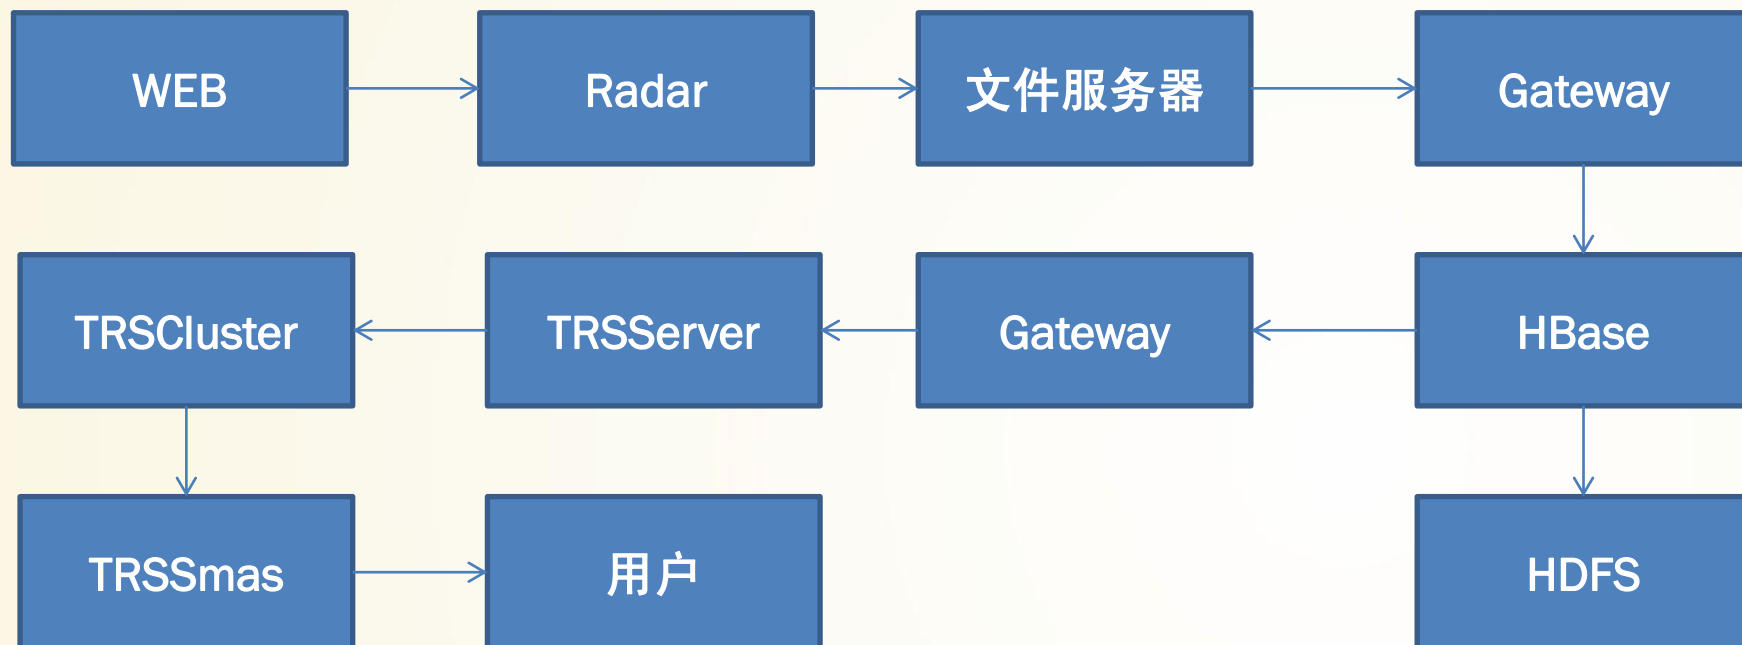 WEB
Radar
文件服务器
Gateway
TRSCluster
TRSServer
Gateway
HBase
TRSSmas
用户
HDFS